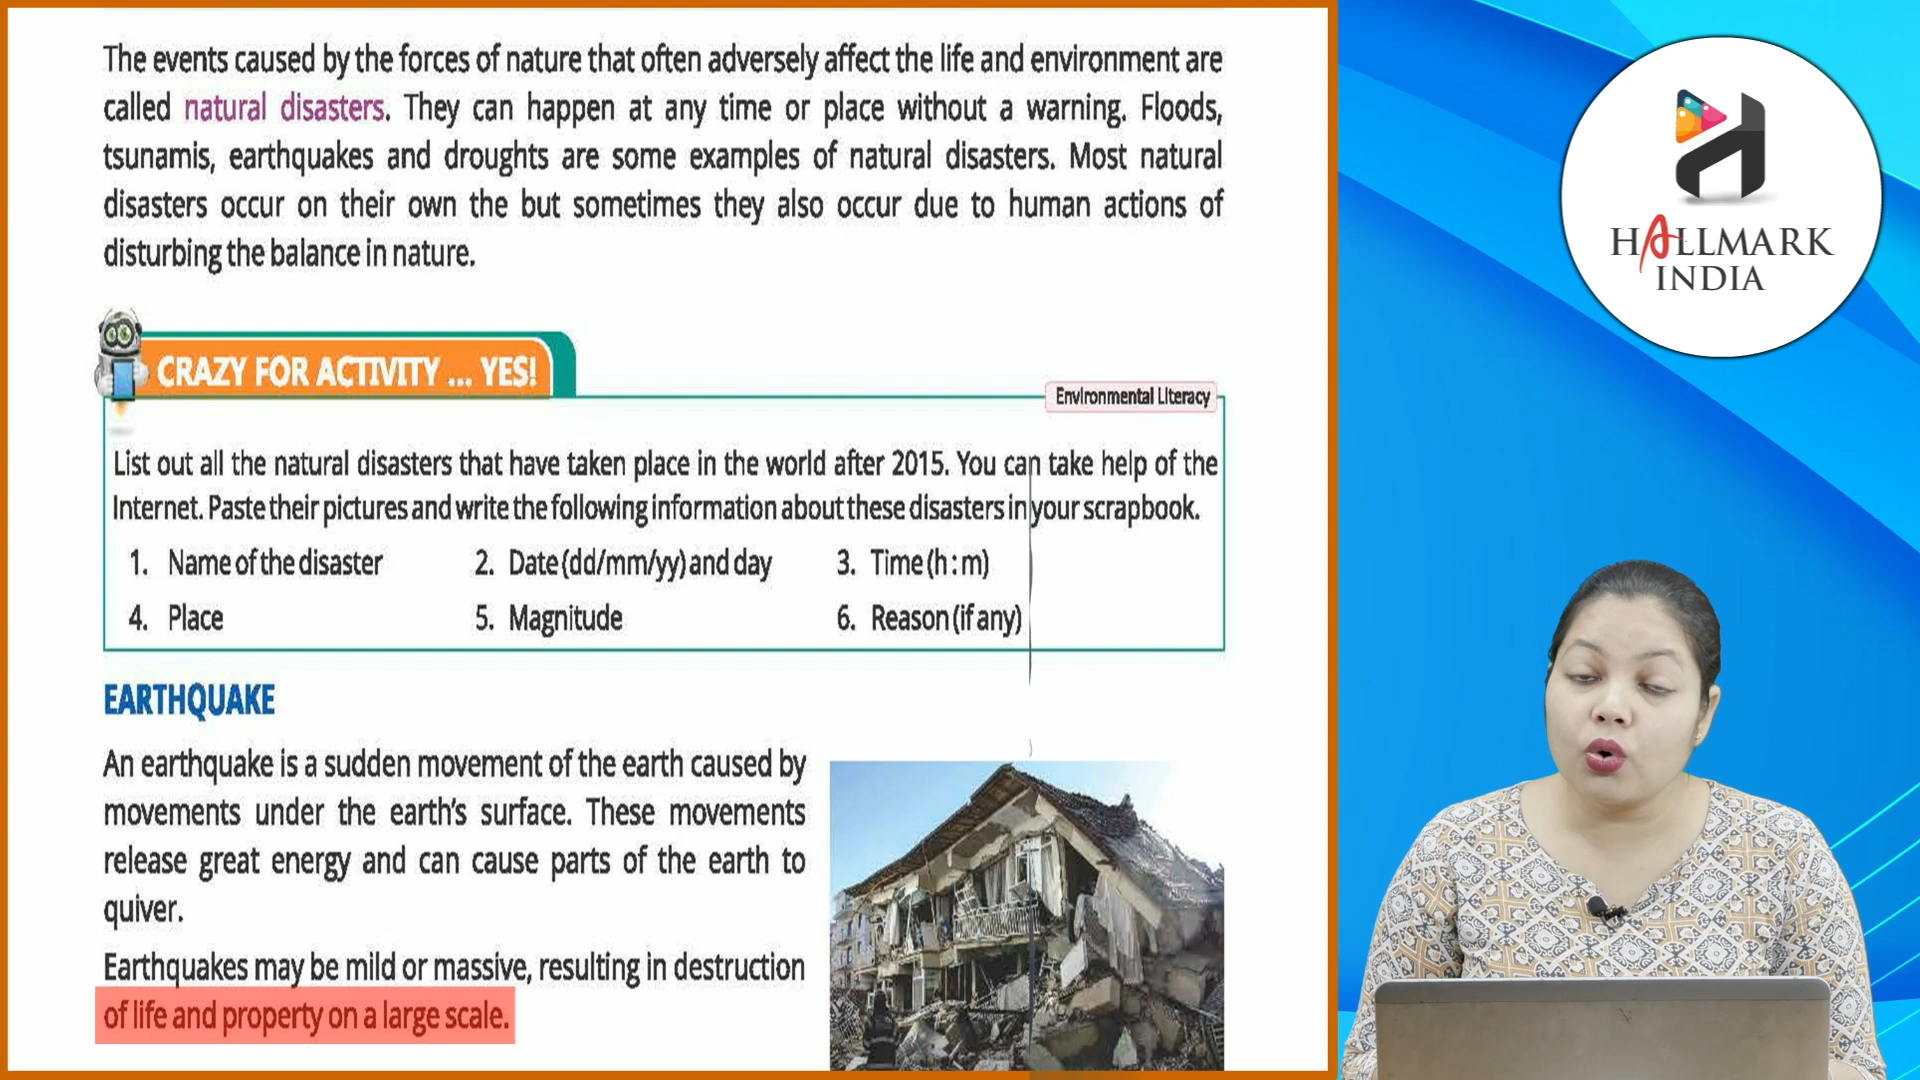 The events caused by the forces of nature that often adversely affect the life and environment are
called natural disasters. They can happen at any time or place without a warning. Floods,
tsunamis, earthquakes and droughts are some examples of natural disasters. Most natural
disasters occur on their own the but sometimes they also occur due to human actions of
disturbing the balance in nature.
CRAZY FOR ACTIVITY ... YES!
Environmental Literacy
List out all the natural disasters that have taken place in the world after 2015. You can take help of the
Internet. Paste their pictures and write the following information about these disasters in your scrapbook.
1. Name of the disaster 2. Date (dd/mm/yy) and day 3. Time (h : m)
4. Place 5. Magnitude 6. Reason (if any)
EARTHQUAKE
An earthquake is a sudden movement of the earth caused by
movements under the earth's surface. These movements
release great energy and can cause parts of the earth to
quiver.
Earthquakes may be mild or massive, resulting in destruction
of life and property on a large scale.
HALLMARK
INDIA